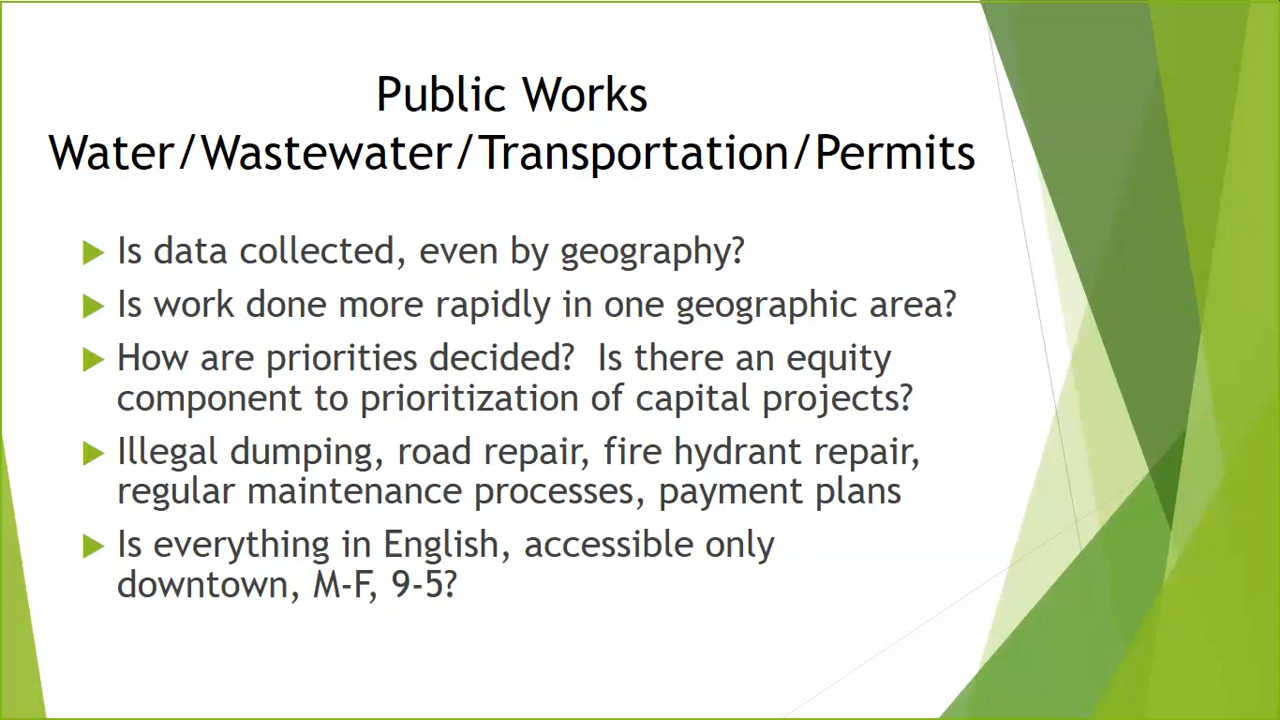 Public Works
Water/Wastewater/Transportation/Permits
Is data collected, even by geography?
Is work done more rapidly in one geographic area?
How are priorities decided?  Is there an equity
component to prioritization of capital projects?
Illegal dumping, road repair, fire hydrant repair,
regular maintenance processes, payment plans
Is everything in English, accessible only
downtown, M-F, 9-5?